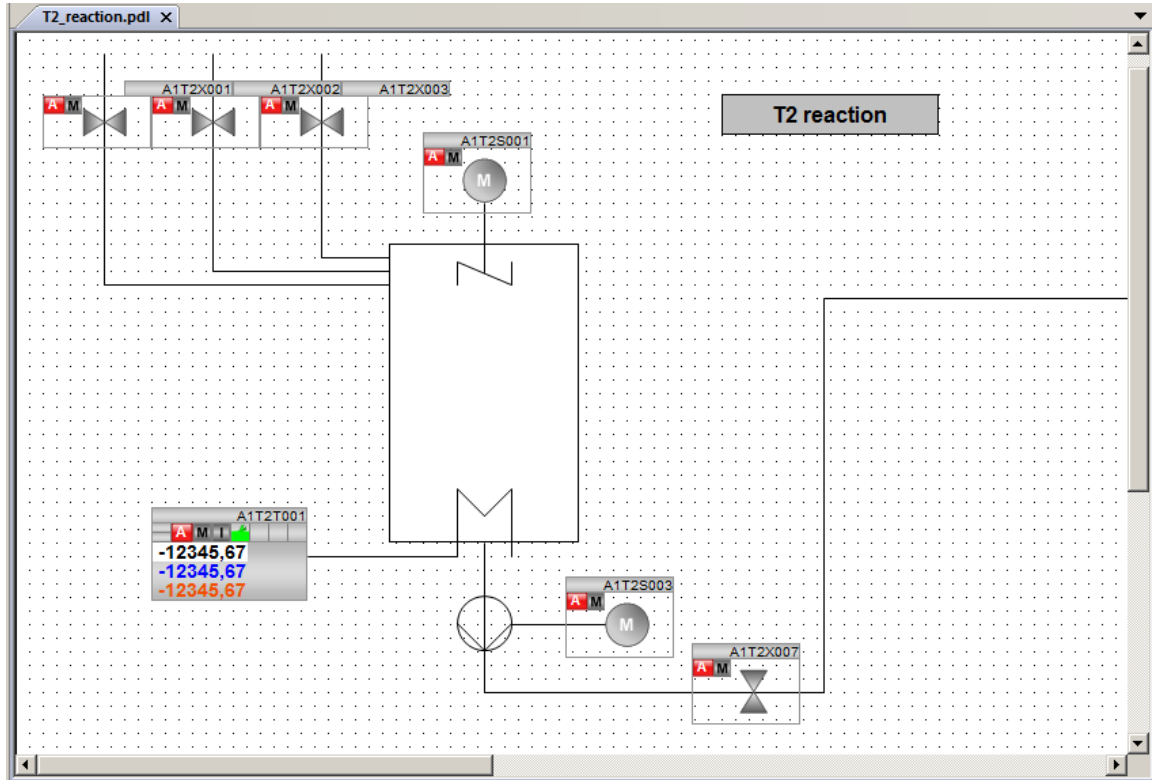 T2_reaction.pdl X
A1T2X001 A1T2X002 A1T2X003
A M A M A M
T2 reaction
A1T2S001
A M
M
A1T2T001
A M I
-12345,67
-12345,67
-12345,67
A1T2S003
A M
M
A1T2X007
A M